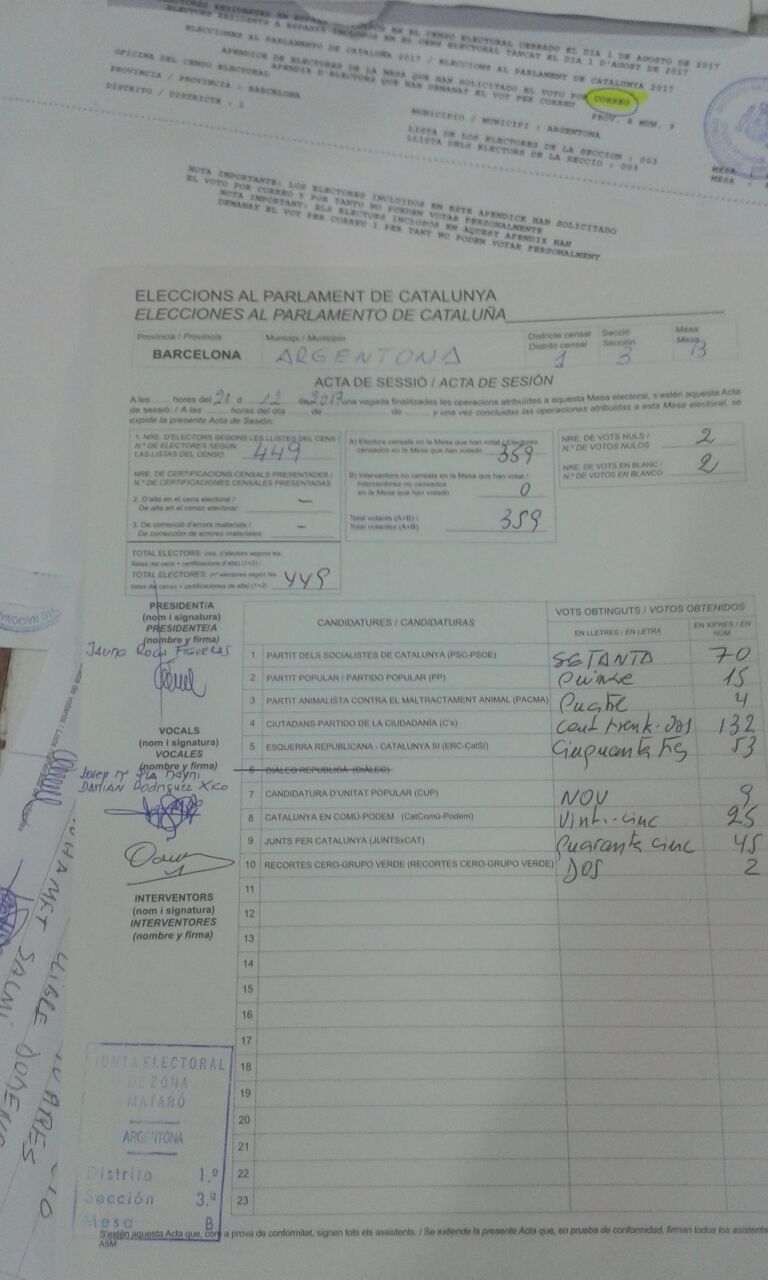 ELECTORES RESIDENTES EN ESPAÑA INCLUIDOS EN EL CENSO ELECTORAL CERRADO EL DIA 1 DE AGOSTO DE 2017
ELECTORS RESIDENTS A ESPANYA INCLOSOS EN EL CENS ELECTORAL TANCAT EL DIA 1 D'AGOST DE 2017
ELECCIONES AL PARLAMENTO DE CATALUÑA 2017 / ELECCIONS AL PARLAMENT DE CATALUNYA 2017
APENDICE DE ELECTORES DE LA MESA QUE HAN SOLICITADO EL VOTO POR CORREO
APENDIX D'ELECTORS QUE HAN DEMANAT EL VOT PER CORREU
OFICINA DEL CENSO ELECTORAL
PROV. 8 MUN. 9
PROVINCIA / PROVINCIA : BARCELONA
MUNICIPIO / MUNICIPI : ARGENTONA
DISTRITO / DISTRICTE : 1
LISTA DE LOS ELECTORES DE LA SECCION : 003
LLISTA DELS ELECTORS DE LA SECCIO : 003
MESA
MESA
NOTA IMPORTANTE: LOS ELECTORES INCLUIDOS EN ESTE APENDICE HAN SOLICITADO
EL VOTO POR CORREO Y POR TANTO NO PUEDEN VOTAR PERSONALMENTE
NOTA IMPORTANT: ELS ELECTORS INCLOSOS EN AQUEST APENDIX HAN
DEMANAT EL VOT PER CORREU I PER TANT NO PODEN VOTAR PERSONALMENT
ELECCIONS AL PARLAMENT DE CATALUNYA
ELECCIONES AL PARLAMENTO DE CATALUÑA
Provincia / Provincia Municipi / Municipio Districte censal Secció Mesa
Distrito censal Sección Mesa
BARCELONA ARGENTONA 1 3 B
ACTA DE SESSIÓ / ACTA DE SESIÓN
A les ...... hores del 21 d 12 de 2017 una vegada finalitzades les operacions atribuïdes a aquesta Mesa electoral, s'estén aquesta Acta
de sessió. / A las ........ horas del día ...... de ............ de ......., y una vez concluidas las operaciones atribuidas a esta Mesa electoral, se
expide la presente Acta de Sesión.
1. NRE. D'ELECTORS SEGONS LES LLISTES DEL CENS /
N.º DE ELECTORES SEGÚN
LAS LISTAS DEL CENSO 449
NRE. DE CERTIFICACIONS CENSALS PRESENTADES /
N.º DE CERTIFICACIONES CENSALES PRESENTADAS
2. D'alta en el cens electoral / –
De alta en el censo electoral:
3. De correcció d'errors materials / –
De corrección de errores materiales:
A) Electors censats en la Mesa que han votat / Electores
censados en la Mesa que han votado 359
B) Interventors no censats en la Mesa que han votat /
Interventores no censados
en la Mesa que han votado 0
Total votants (A+B) /
Total votantes (A+B) 359
NRE. DE VOTS NULS / 2
N.º DE VOTOS NULOS
NRE. DE VOTS EN BLANC / 2
N.º DE VOTOS EN BLANCO
TOTAL ELECTORS: (nre. d'electors segons les
llistes del cens + certificacions d'alta) (1+2) /
TOTAL ELECTORES: (nº electores según las
listas del censo + certificaciones de alta) (1+2) 449
PRESIDENT/A
(nom i signatura)
PRESIDENTE/A
(nombre y firma)
JAUME ROCA FIGUERAS
VOCALS
(nom i signatura)
VOCALES
(nombre y firma)
Josep Mª Pla
DAMIÁN Rodríguez Xico
INTERVENTORS
(nom i signatura)
INTERVENTORES
(nombre y firma)
CANDIDATURES / CANDIDATURAS VOTS OBTINGUTS / VOTOS OBTENIDOS
EN LLETRES / EN LETRA EN XIFRES / EN NÚM.
1 PARTIT DELS SOCIALISTES DE CATALUNYA (PSC-PSOE) SETANTA 70
2 PARTIT POPULAR / PARTIDO POPULAR (PP) Quinze 15
3 PARTIT ANIMALISTA CONTRA EL MALTRACTAMENT ANIMAL (PACMA) Quatre 4
4 CIUTADANS-PARTIDO DE LA CIUDADANÍA (C's) Cent trenta-dos 132
5 ESQUERRA REPUBLICANA - CATALUNYA SÍ (ERC-CatSí) Cinquanta tres 53
6 DIÀLEG REPUBLICÀ (DIÀLEG)
7 CANDIDATURA D'UNITAT POPULAR (CUP) NOU 9
8 CATALUNYA EN COMÚ-PODEM (CatComú-Podem) Vint-i-cinc 25
9 JUNTS PER CATALUNYA (JUNTSxCAT) Quaranta cinc 45
10 RECORTES CERO-GRUPO VERDE (RECORTES CERO-GRUPO VERDE) DOS 2
11
12
13
14
15
16
17
18
19
20
21
22
23
JUNTA ELECTORAL
DE ZONA
MATARÓ
ARGENTONA
Distrito 1.º
Sección 3.ª
Mesa B
S'estén aquesta Acta que, com a prova de conformitat, signen tots els assistents. / Se extiende la presente Acta que, en prueba de conformidad, firman todos los asistentes
SALMI